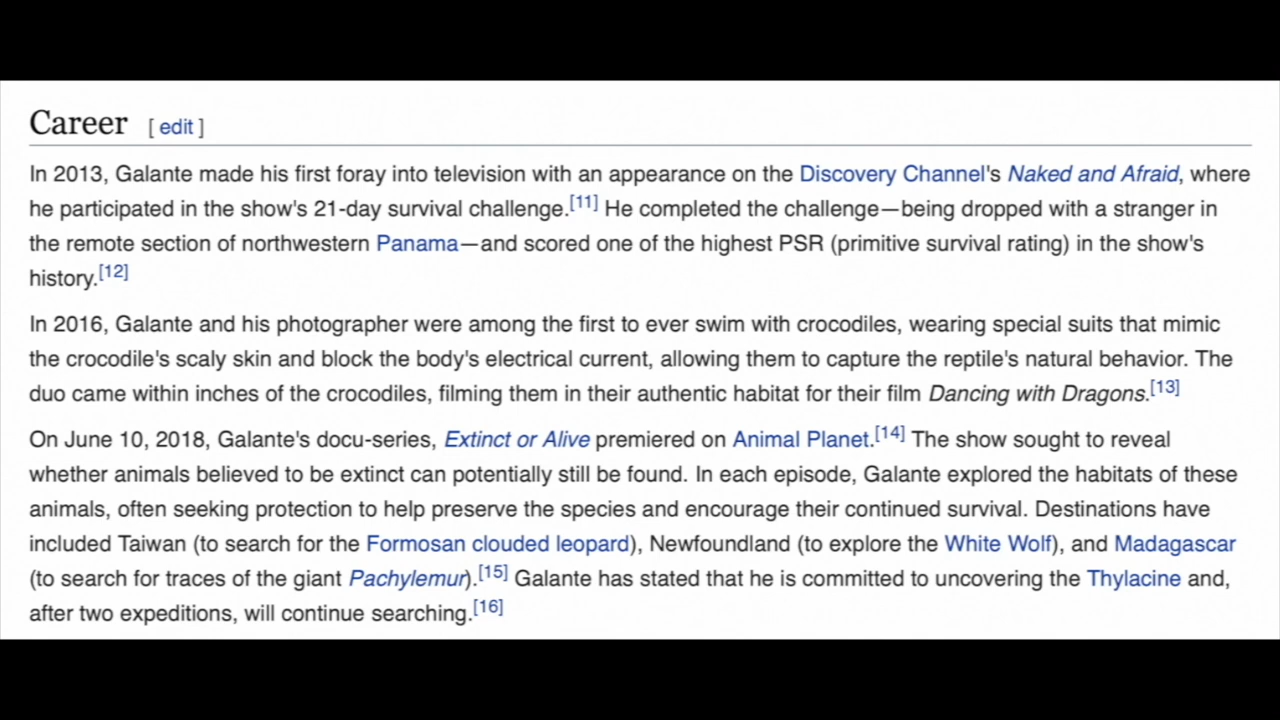 Career [ edit ]
In 2013, Galante made his first foray into television with an appearance on the Discovery Channel's Naked and Afraid, where
he participated in the show's 21-day survival challenge.[11] He completed the challenge—being dropped with a stranger in
the remote section of northwestern Panama—and scored one of the highest PSR (primitive survival rating) in the show's
history.[12]
In 2016, Galante and his photographer were among the first to ever swim with crocodiles, wearing special suits that mimic
the crocodile's scaly skin and block the body's electrical current, allowing them to capture the reptile's natural behavior. The
duo came within inches of the crocodiles, filming them in their authentic habitat for their film Dancing with Dragons.[13]
On June 10, 2018, Galante's docu-series, Extinct or Alive premiered on Animal Planet.[14] The show sought to reveal
whether animals believed to be extinct can potentially still be found. In each episode, Galante explored the habitats of these
animals, often seeking protection to help preserve the species and encourage their continued survival. Destinations have
included Taiwan (to search for the Formosan clouded leopard), Newfoundland (to explore the White Wolf), and Madagascar
(to search for traces of the giant Pachylemur).[15] Galante has stated that he is committed to uncovering the Thylacine and,
after two expeditions, will continue searching.[16]